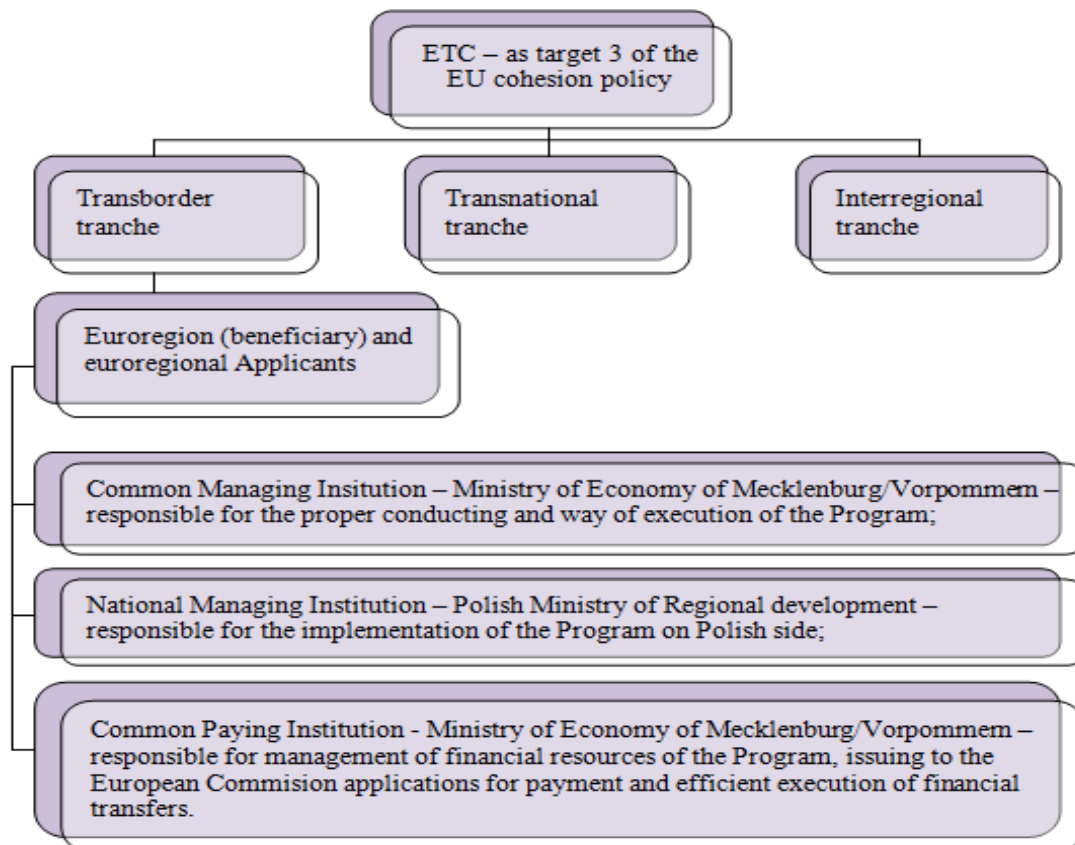 ETC – as target 3 of the
EU cohesion policy
Transborder
tranche
Transnational
tranche
Interregional
tranche
Euroregion (beneficiary) and
euroregional Applicants
Common Managing Insitution – Ministry of Economy of Mecklenburg/Vorpommern –
responsible for the proper conducting and way of execution of the Program;
National Managing Institution – Polish Ministry of Regional development –
responsible for the implementation of the Program on Polish side;
Common Paying Institution - Ministry of Economy of Mecklenburg/Vorpommern –
responsible for management of financial resources of the Program, issuing to the
European Commision applications for payment and efficient execution of financial
transfers.